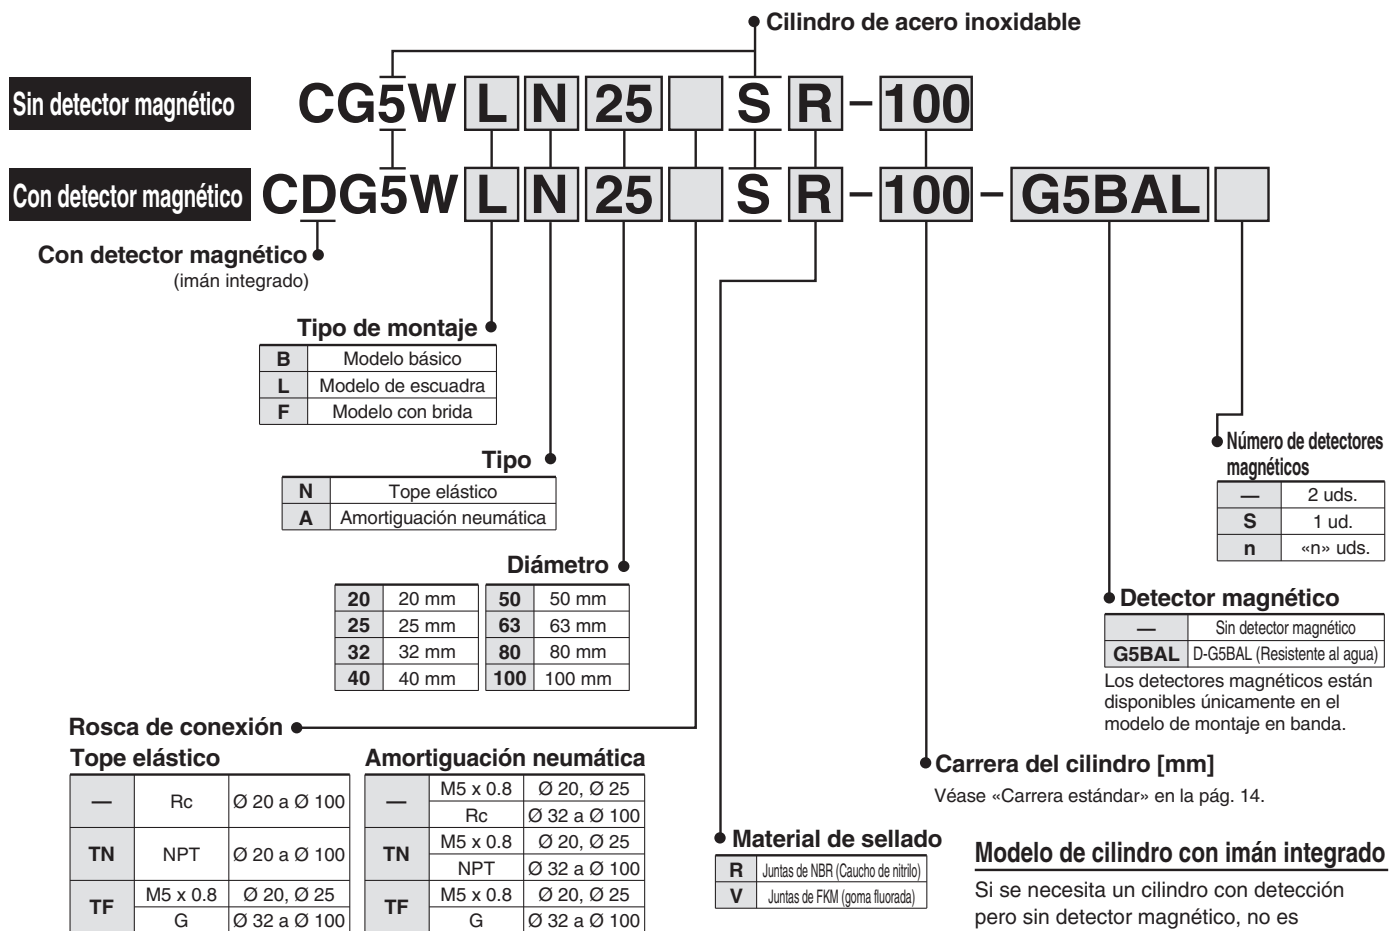 Cilindro de acero inoxidable
Sin detector magnético
CG5W L N 25 S R - 100
Con detector magnético
CDG5W L N 25 S R - 100 - G5BAL
Con detector magnético
(imán integrado)
Tipo de montaje
B Modelo básico
L Modelo de escuadra
F Modelo con brida
Tipo
N Tope elástico
A Amortiguación neumática
Diámetro
20 20 mm 50 50 mm
25 25 mm 63 63 mm
32 32 mm 80 80 mm
40 40 mm 100 100 mm
Rosca de conexión
Tope elástico
— Rc Ø 20 a Ø 100
TN NPT Ø 20 a Ø 100
TF M5 x 0.8 Ø 20, Ø 25
G Ø 32 a Ø 100
Amortiguación neumática
— M5 x 0.8 Ø 20, Ø 25
Rc Ø 32 a Ø 100
TN M5 x 0.8 Ø 20, Ø 25
NPT Ø 32 a Ø 100
TF M5 x 0.8 Ø 20, Ø 25
G Ø 32 a Ø 100
Material de sellado
R Juntas de NBR (Caucho de nitrilo)
V Juntas de FKM (goma fluorada)
Número de detectores
magnéticos
— 2 uds.
S 1 ud.
n «n» uds.
Detector magnético
— Sin detector magnético
G5BAL D-G5BAL (Resistente al agua)
Los detectores magnéticos están
disponibles únicamente en el
modelo de montaje en banda.
Carrera del cilindro [mm]
Véase «Carrera estándar» en la pág. 14.
Modelo de cilindro con imán integrado
Si se necesita un cilindro con detección
pero sin detector magnético, no es